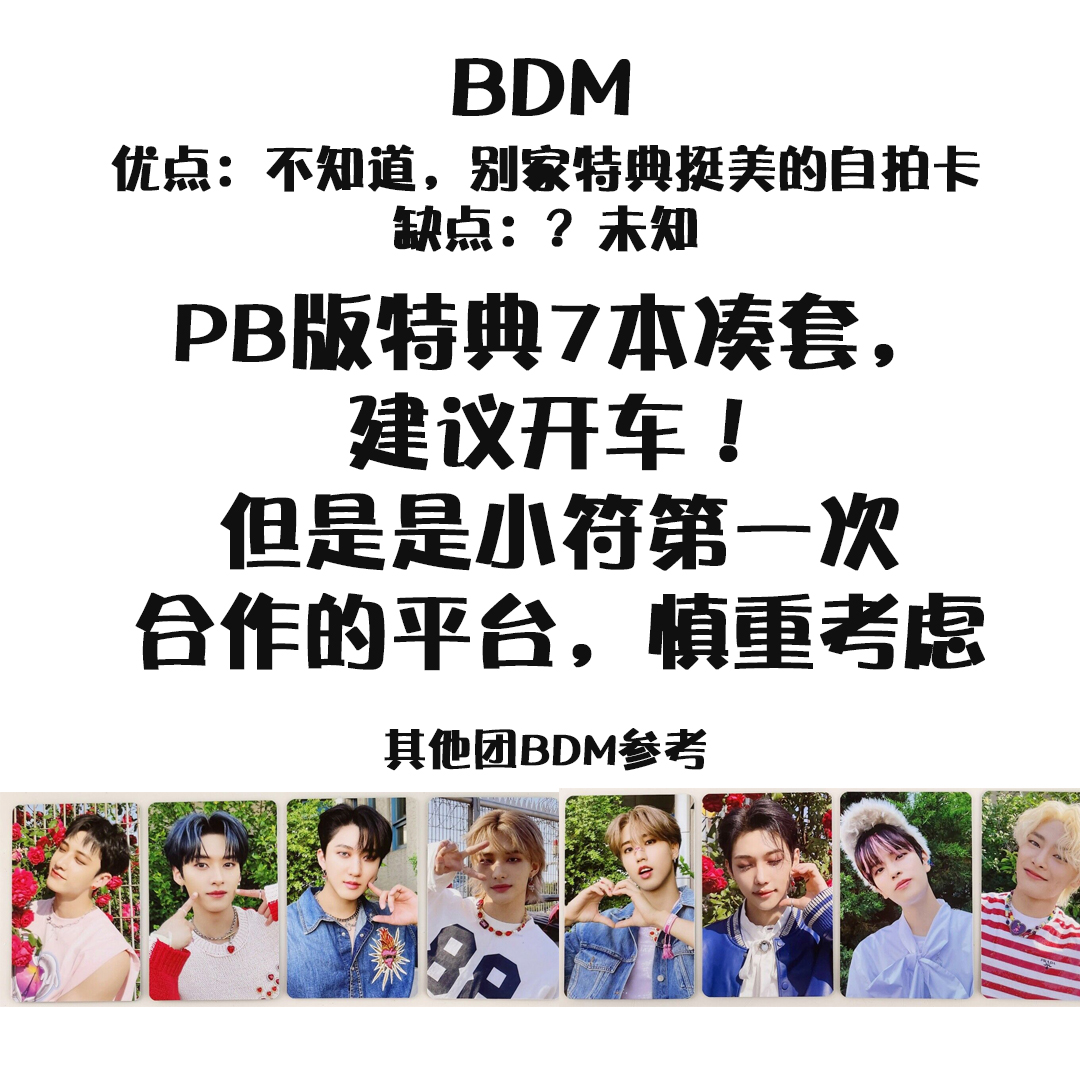 BDM
优点：不知道，别家特典挺美的自拍卡
缺点：？未知
PB版特典7本凑套，
建议开车！
但是是小符第一次
合作的平台，慎重考虑
其他团BDM参考
88